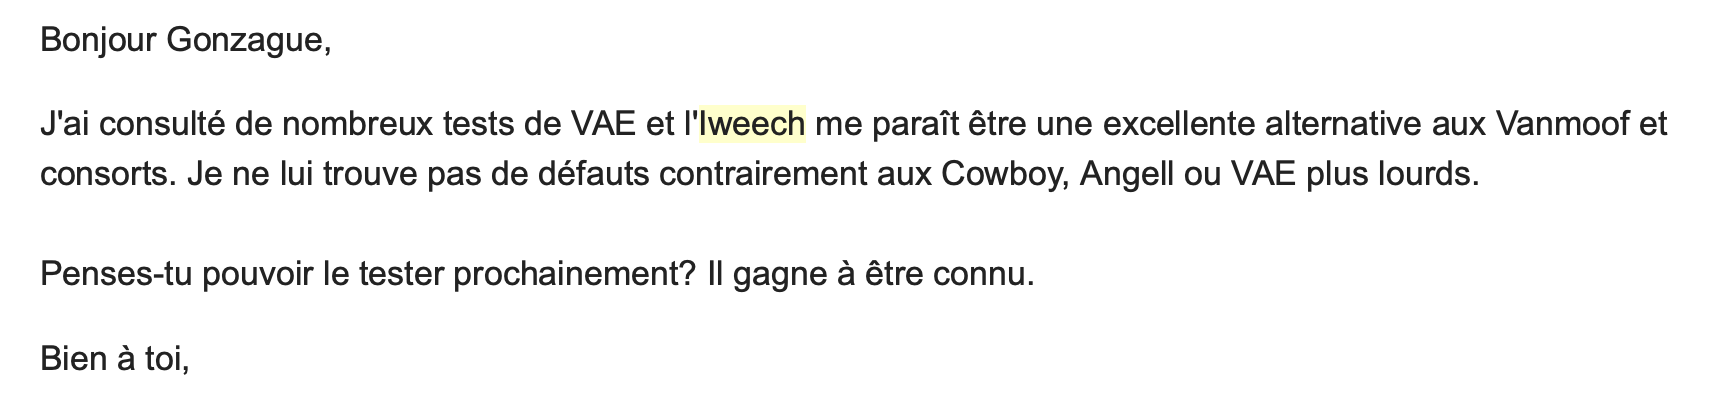 Bonjour Gonzague,
J'ai consulté de nombreux tests de VAE et l'Iweech me paraît être une excellente alternative aux Vanmoof et
consorts. Je ne lui trouve pas de défauts contrairement aux Cowboy, Angell ou VAE plus lourds.
Penses-tu pouvoir le tester prochainement? Il gagne à être connu.
Bien à toi,